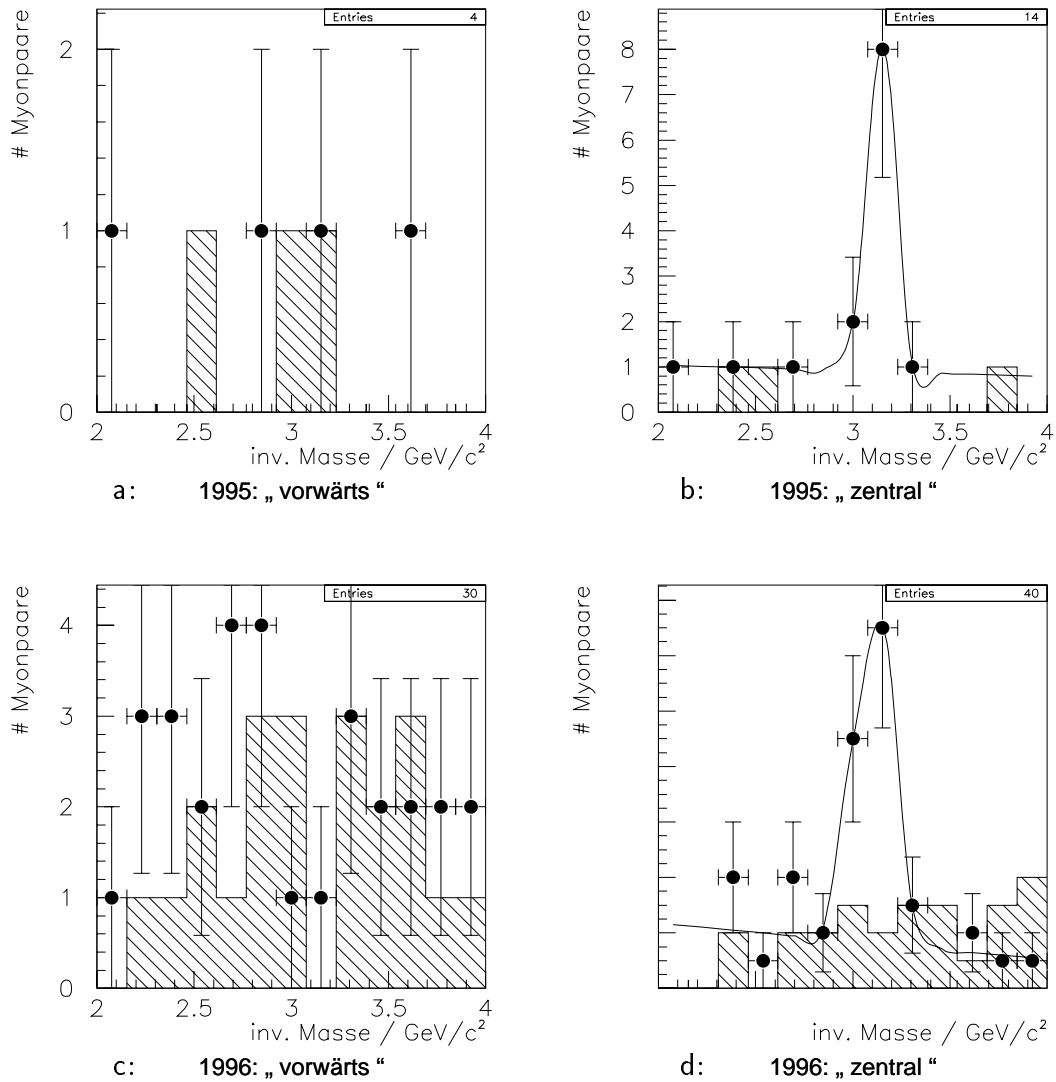 Entries 4
# Myonpaare
2
1
0
2 2.5 3 3.5 4
inv. Masse / GeV/c²
a: 1995: „ vorwärts “
Entries 14
# Myonpaare
8
7
6
5
4
3
2
1
0
2 2.5 3 3.5 4
inv. Masse / GeV/c²
b: 1995: „ zentral “
Entries 30
# Myonpaare
4
3
2
1
0
2 2.5 3 3.5 4
inv. Masse / GeV/c²
c: 1996: „ vorwärts “
Entries 40
# Myonpaare
inv. Masse / GeV/c²
d: 1996: „ zentral “